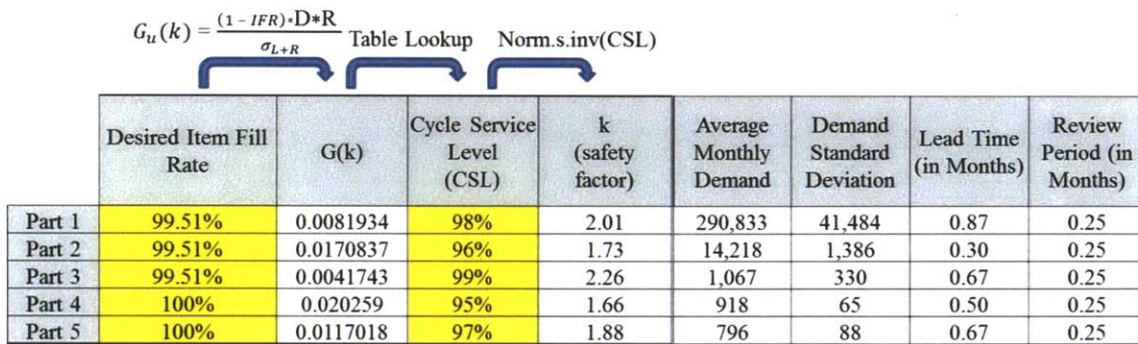 G_u(k) = (1 - IFR)*D*R / σ_{L+R} Table Lookup Norm.s.inv(CSL)
Desired Item Fill Rate G(k) Cycle Service Level (CSL) k (safety factor) Average Monthly Demand Demand Standard Deviation Lead Time (in Months) Review Period (in Months)
Part 1 99.51% 0.0081934 98% 2.01 290,833 41,484 0.87 0.25
Part 2 99.51% 0.0170837 96% 1.73 14,218 1,386 0.30 0.25
Part 3 99.51% 0.0041743 99% 2.26 1,067 330 0.67 0.25
Part 4 100% 0.020259 95% 1.66 918 65 0.50 0.25
Part 5 100% 0.0117018 97% 1.88 796 88 0.67 0.25